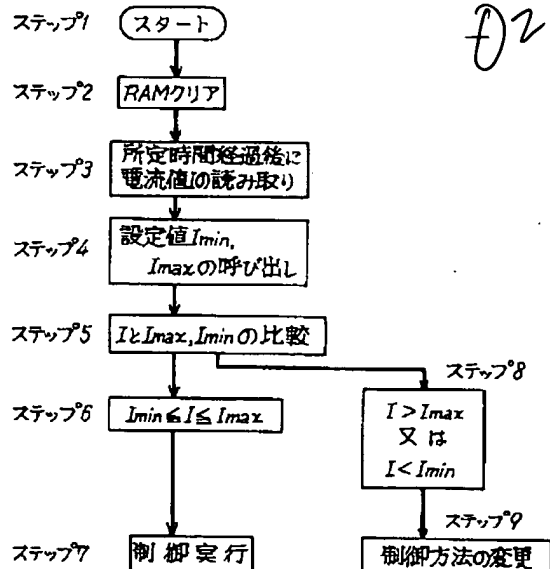 ステップ1
スタート
ステップ2
RAMクリア
ステップ3
所定時間経過後に
電流値Iの読み取り
ステップ4
設定値Imin,
Imaxの呼び出し
ステップ5
IとImax,Iminの比較
ステップ6
Imin≦I≦Imax
ステップ7
制御実行
ステップ8
I>Imax
又は
I<Imin
ステップ9
制御方法の変更